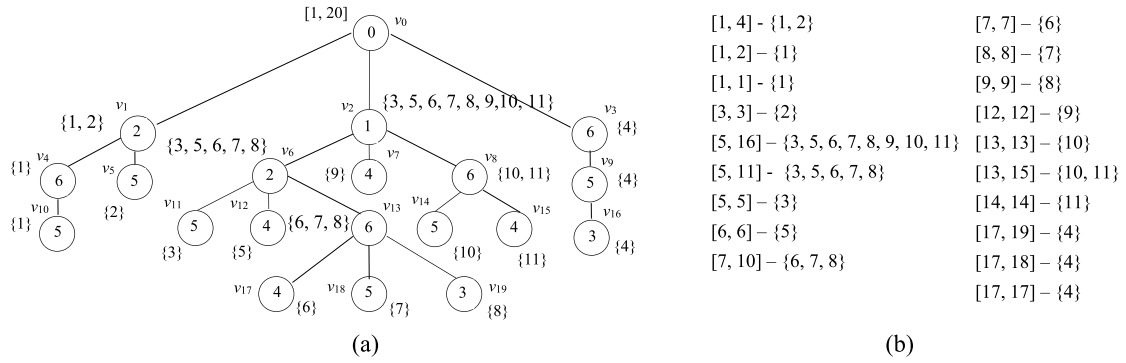 [1, 20] v0
0
v1
{1, 2}
2
v2 {3, 5, 6, 7, 8, 9,10, 11}
1
v3
6 {4}
{3, 5, 6, 7, 8}
v4
{1} 6
v5
5
{2}
v6
2
v7
{9} 4
v8
6 {10, 11}
v9
5 {4}
v10
{1} 5
v11
5
{3}
v12
4
{5}
{6, 7, 8} v13
6
v14
5
{10}
v15
4
{11}
v16
3
{4}
v17 4 {6}
v18 5 {7}
3 v19
{8}
(a)
[1, 4] - {1, 2}
[1, 2] – {1}
[1, 1] - {1}
[3, 3] – {2}
[5, 16] – {3, 5, 6, 7, 8, 9, 10, 11}
[5, 11] - {3, 5, 6, 7, 8}
[5, 5] – {3}
[6, 6] – {5}
[7, 10] – {6, 7, 8}
[7, 7] – {6}
[8, 8] – {7}
[9, 9] – {8}
[12, 12] – {9}
[13, 13] – {10}
[13, 15] – {10, 11}
[14, 14] – {11}
[17, 19] – {4}
[17, 18] – {4}
[17, 17] – {4}
(b)